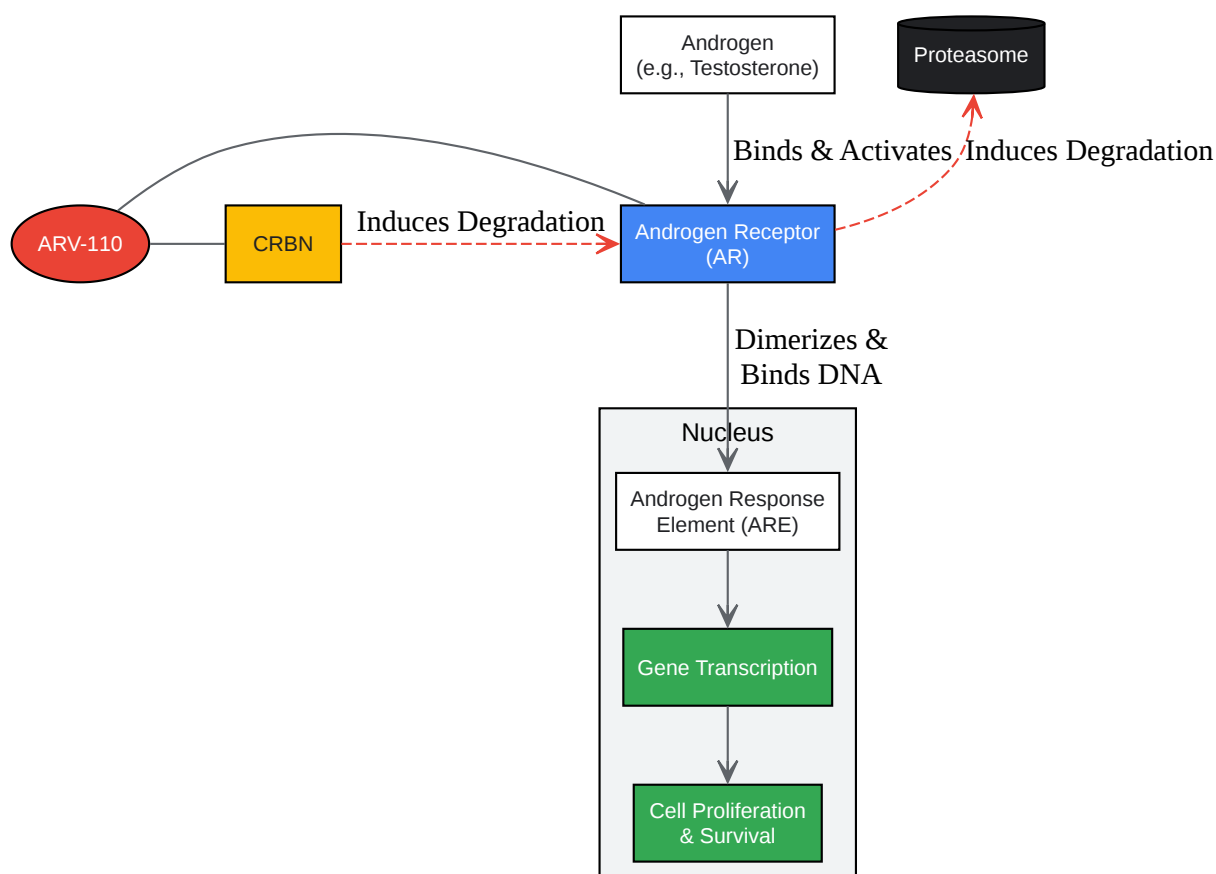 Androgen
(e.g., Testosterone)
Proteasome
Binds & Activates
Induces Degradation
ARV-110
CRBN
Induces Degradation
Androgen Receptor
(AR)
Dimerizes &
Binds DNA
Nucleus
Androgen Response
Element (ARE)
Gene Transcription
Cell Proliferation
& Survival